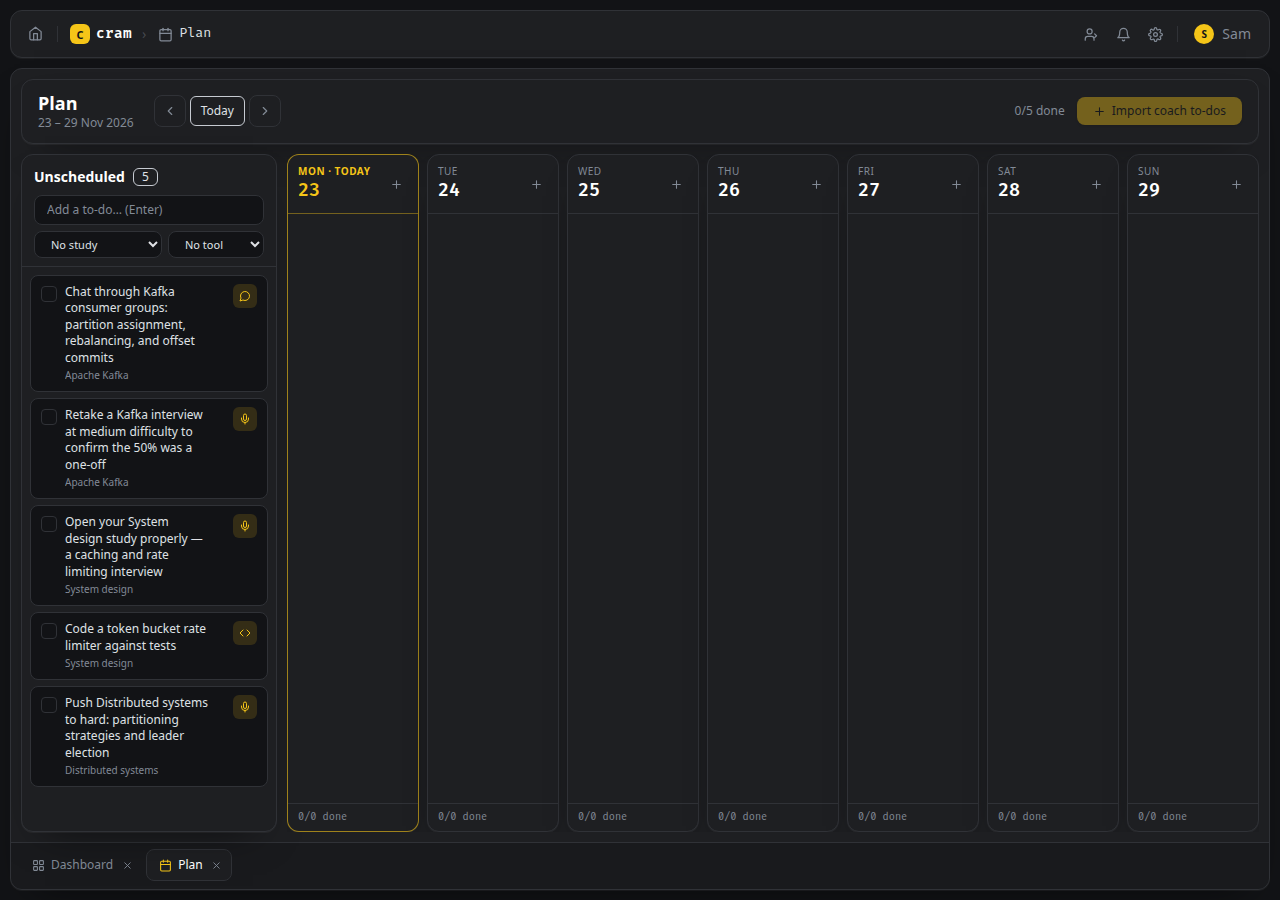 c cram › Plan
S Sam
Plan
23 – 29 Nov 2026
Today
0/5 done
+ Import coach to-dos
Unscheduled 5
Add a to-do... (Enter)
No study
No tool
Chat through Kafka
consumer groups:
partition assignment,
rebalancing, and offset
commits
Apache Kafka
Retake a Kafka interview
at medium difficulty to
confirm the 50% was a
one-off
Apache Kafka
Open your System
design study properly —
a caching and rate
limiting interview
System design
Code a token bucket rate
limiter against tests
System design
Push Distributed systems
to hard: partitioning
strategies and leader
election
Distributed systems
MON · TODAY
23
0/0 done
TUE
24
0/0 done
WED
25
0/0 done
THU
26
0/0 done
FRI
27
0/0 done
SAT
28
0/0 done
SUN
29
0/0 done
Dashboard
Plan